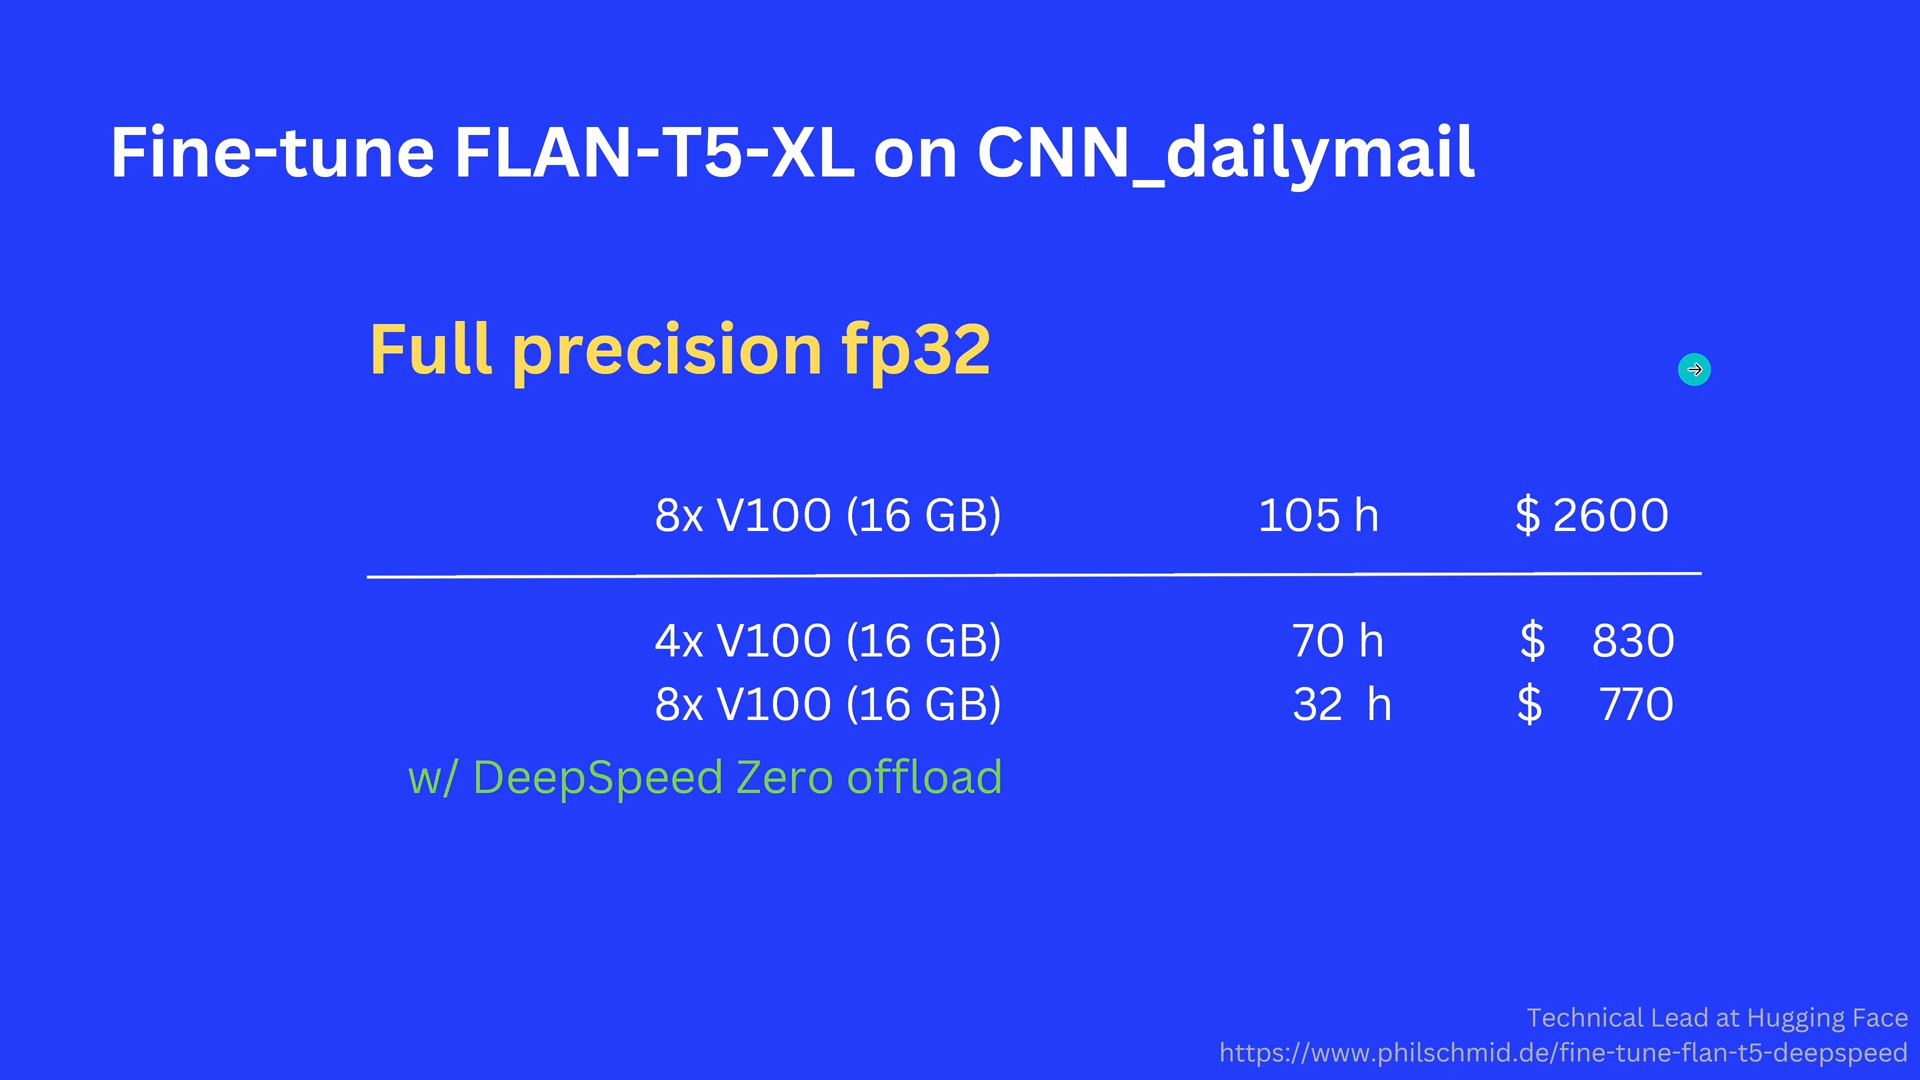 Fine-tune FLAN-T5-XL on CNN_dailymail
Full precision fp32
8x V100 (16 GB) 105 h $ 2600
4x V100 (16 GB) 70 h $ 830
8x V100 (16 GB) 32 h $ 770
w/ DeepSpeed Zero offload
Technical Lead at Hugging Face
https://www.philschmid.de/fine-tune-flan-t5-deepspeed